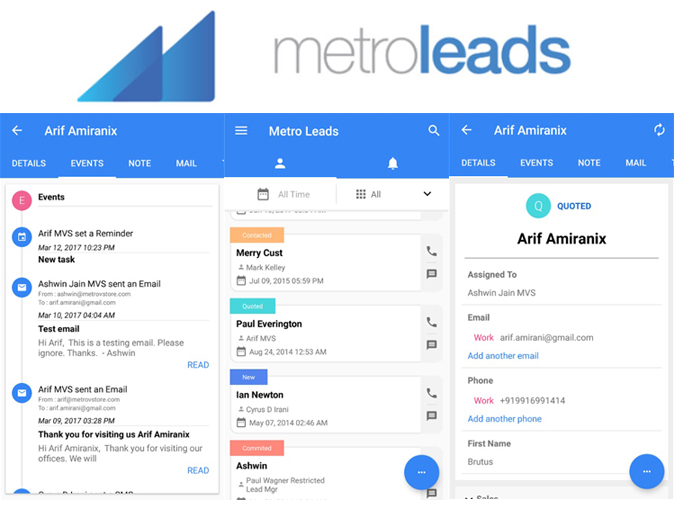 metroleads
Arif Amiranix
DETAILS EVENTS NOTE MAIL
E Events
Arif MVS set a Reminder
Mar 12, 2017 10:23 PM
New task
Ashwin Jain MVS sent an Email
From : ashwin@metrovstore.com
To : arif.amirani@gmail.com
Mar 10, 2017 04:04 AM
Test email
Hi Arif, This is a testing email. Please
ignore. Thanks. - Ashwin
READ
Arif MVS sent an Email
From : arif@metrovstore.com
To : arif.amirani@gmail.com
Mar 09, 2017 03:28 PM
Thank you for visiting us Arif Amiranix
Hi Arif Amiranix, Thank you for visiting our
offices. We will
READ
Metro Leads
All Time All
Contacted
Merry Cust
Mark Kelley
Jul 09, 2015 05:59 PM
Quoted
Paul Everington
Arif MVS
Aug 24, 2014 12:53 AM
New
Ian Newton
Cyrus D Irani
May 07, 2014 02:46 AM
Commited
Ashwin
Paul Wagner Restricted
Lead Mgr
Arif Amiranix
DETAILS EVENTS NOTE MAIL
Q QUOTED
Arif Amiranix
Assigned To
Ashwin Jain MVS
Email
Work arif.amirani@gmail.com
Add another email
Phone
Work +919916991414
Add another phone
First Name
Brutus
Sales